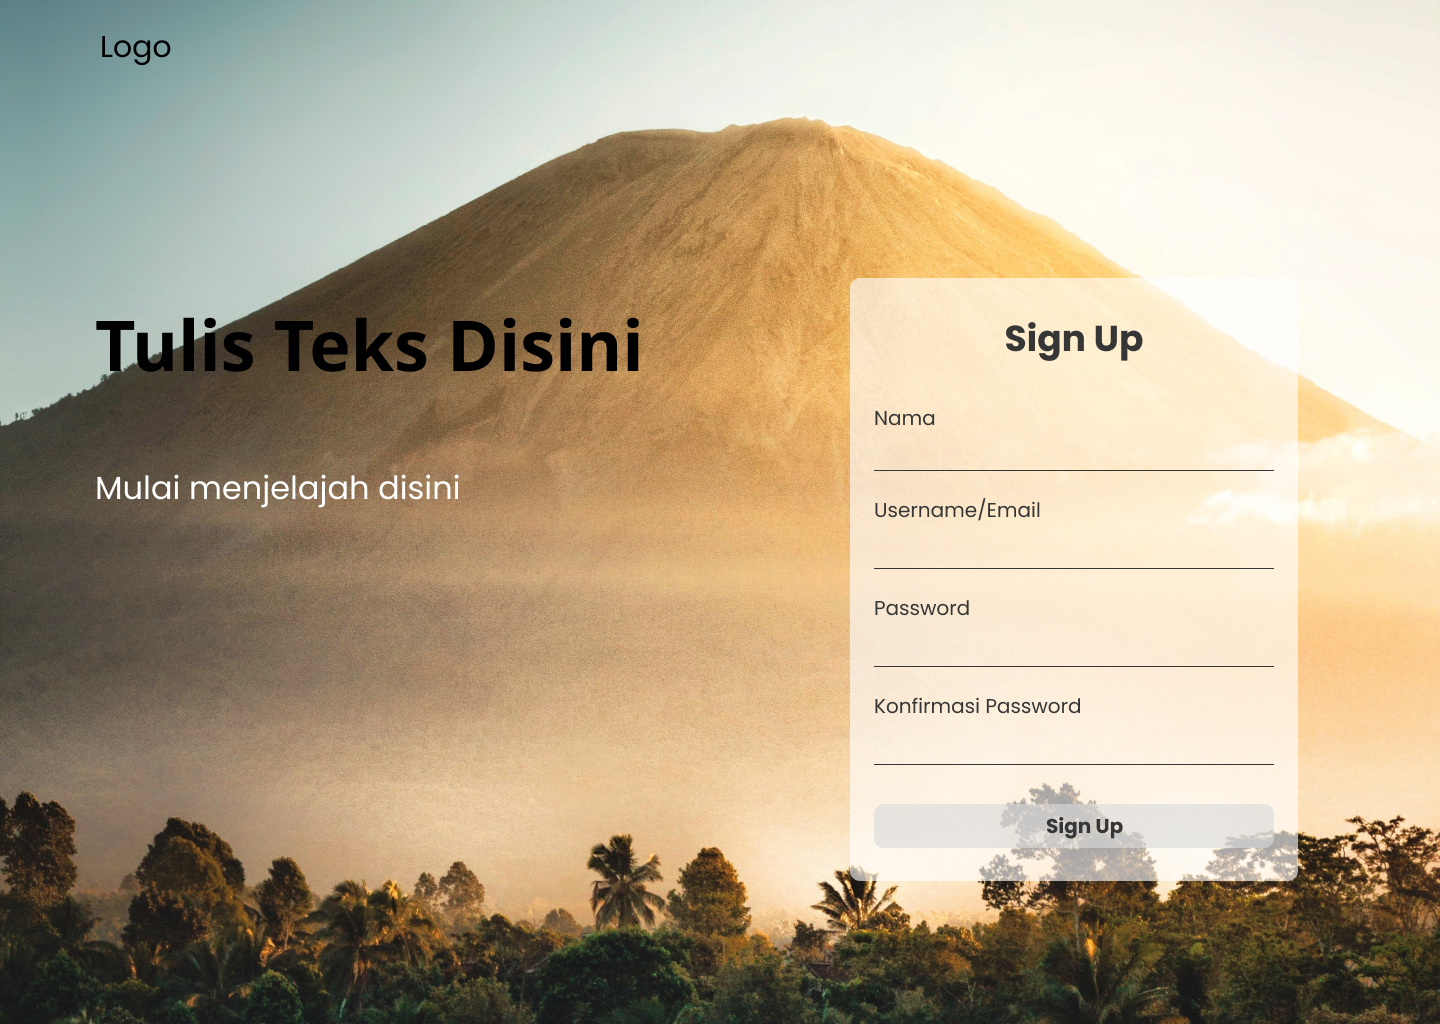 Logo
Tulis Teks Disini
Mulai menjelajah disini
Sign Up
Nama
Username/Email
Password
Konfirmasi Password
Sign Up